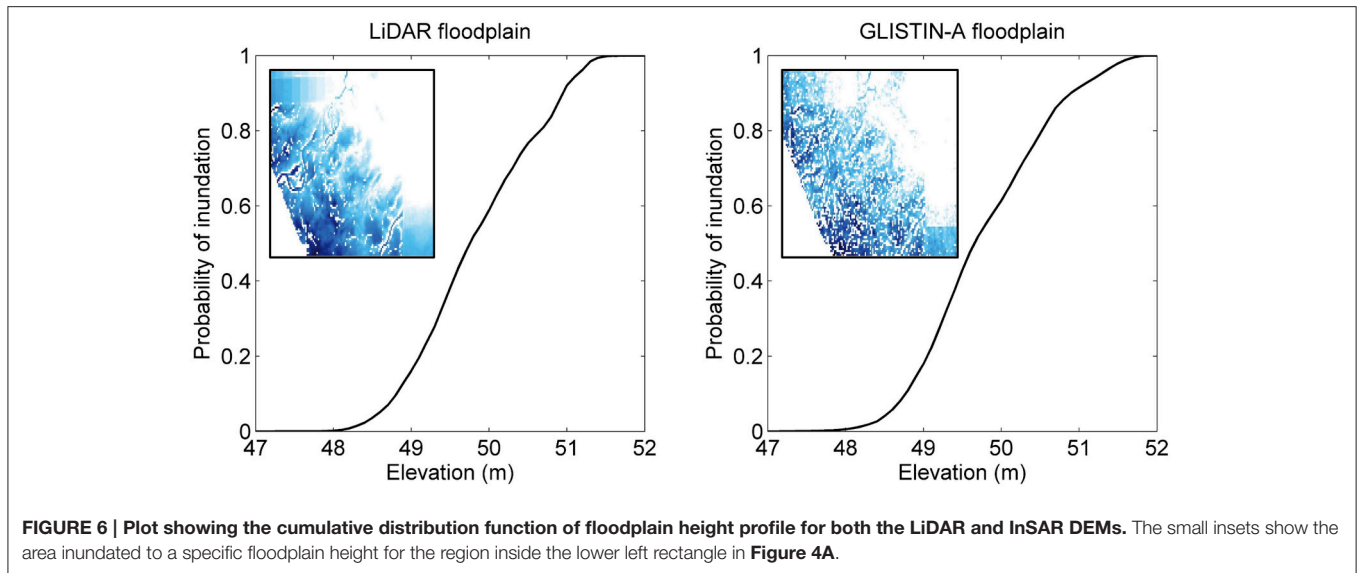 LiDAR floodplain
1
0.8
0.6
0.4
0.2
0
Probability of inundation
47 48 49 50 51 52
Elevation (m)
GLISTIN-A floodplain
1
0.8
0.6
0.4
0.2
0
Probability of inundation
47 48 49 50 51 52
Elevation (m)
FIGURE 6 | Plot showing the cumulative distribution function of floodplain height profile for both the LiDAR and InSAR DEMs. The small insets show the
area inundated to a specific floodplain height for the region inside the lower left rectangle in Figure 4A.